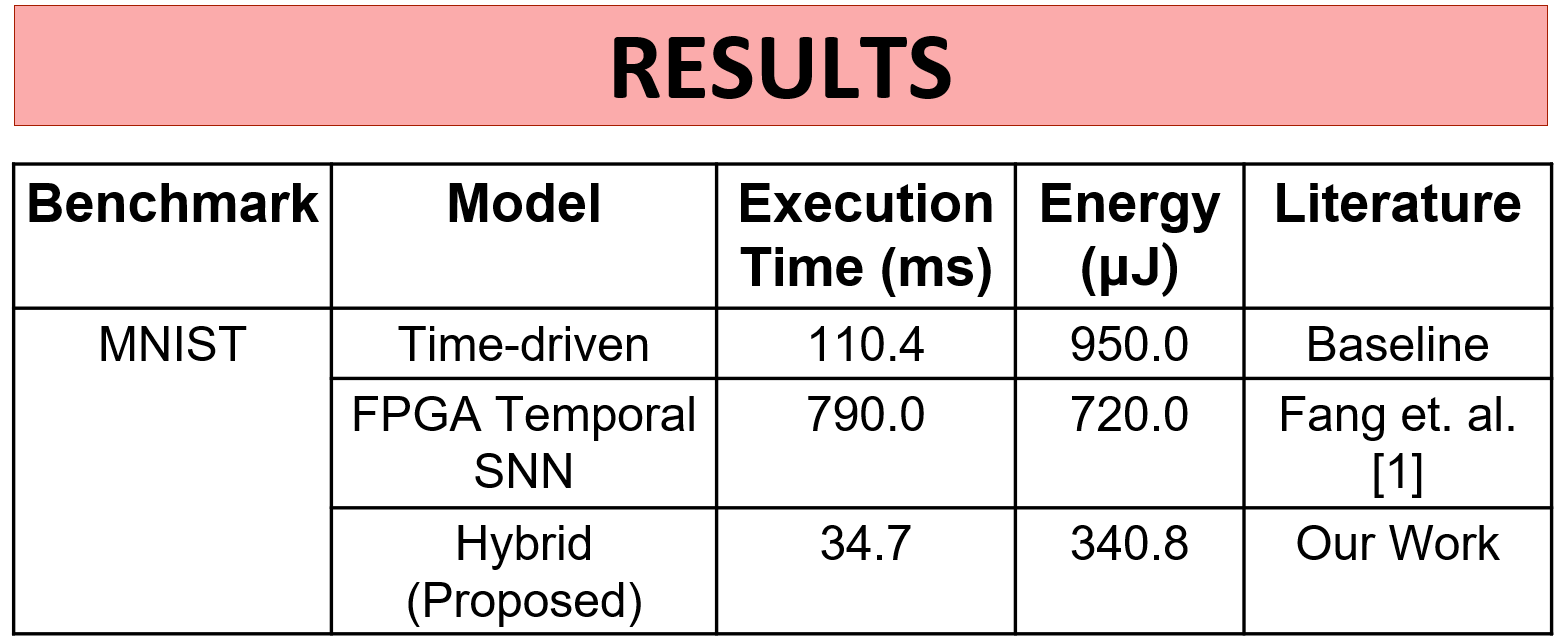 RESULTS
Benchmark Model Execution Time (ms) Energy (µJ) Literature
MNIST Time-driven 110.4 950.0 Baseline
FPGA Temporal SNN 790.0 720.0 Fang et. al. [1]
Hybrid (Proposed) 34.7 340.8 Our Work